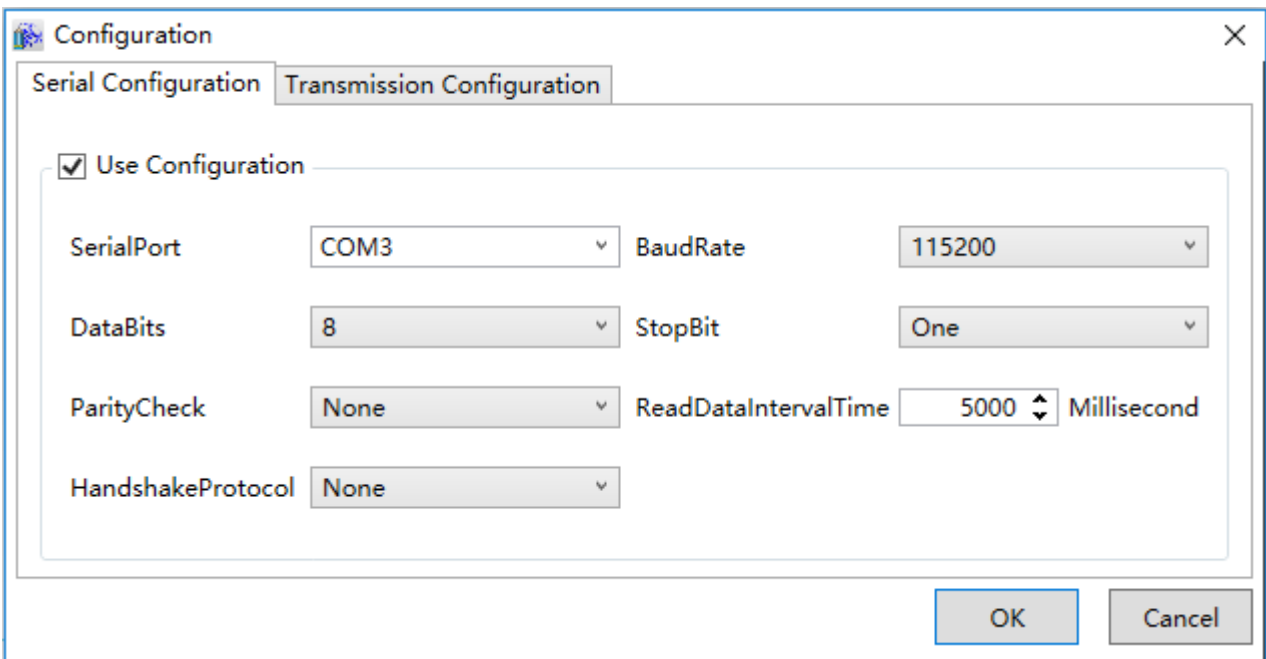 Configuration
Serial Configuration Transmission Configuration
Use Configuration
SerialPort COM3 BaudRate 115200
DataBits 8 StopBit One
ParityCheck None ReadDataIntervalTime 5000 Millisecond
HandshakeProtocol None
OK Cancel